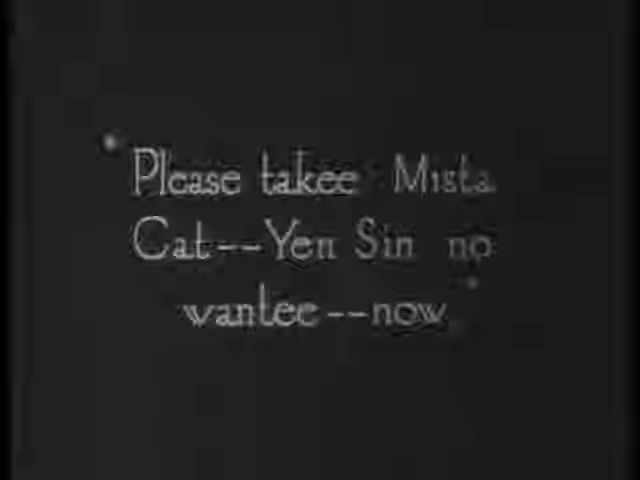 "Please takee Mista
Cat--Yen Sin no
wantee--now."